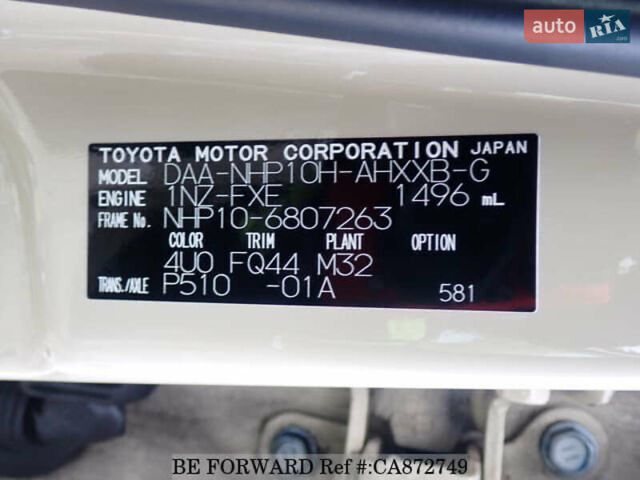 auto RIA .com
TOYOTA MOTOR CORPORATION JAPAN
MODEL DAA-NHP10H-AHXXB-G
ENGINE 1NZ-FXE 1496 mL
FRAME No. NHP10-6807263
COLOR TRIM PLANT OPTION
4U0 FQ44 M32
TRANS./AXLE P510 -01A 581
BE FORWARD Ref #:CA872749